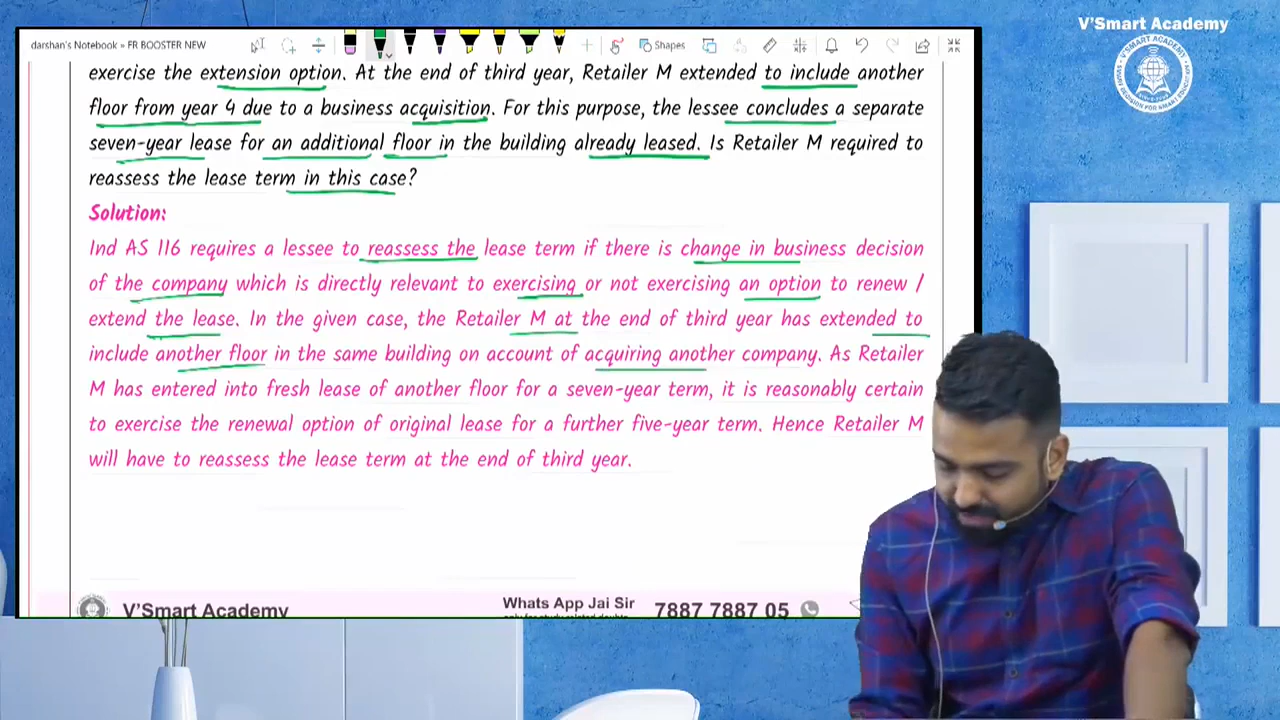 V'Smart Academy
darshan's Notebook » FR BOOSTER NEW
Shapes
exercise the extension option. At the end of third year, Retailer M extended to include another
floor from year 4 due to a business acquisition. For this purpose, the lessee concludes a separate
seven-year lease for an additional floor in the building already leased. Is Retailer M required to
reassess the lease term in this case?
Solution:
Ind AS 116 requires a lessee to reassess the lease term if there is change in business decision
of the company which is directly relevant to exercising or not exercising an option to renew /
extend the lease. In the given case, the Retailer M at the end of third year has extended to
include another floor in the same building on account of acquiring another company. As Retailer
M has entered into fresh lease of another floor for a seven-year term, it is reasonably certain
to exercise the renewal option of original lease for a further five-year term. Hence Retailer M
will have to reassess the lease term at the end of third year.
V'Smart Academy
Whats App Jai Sir
7887 7887 05